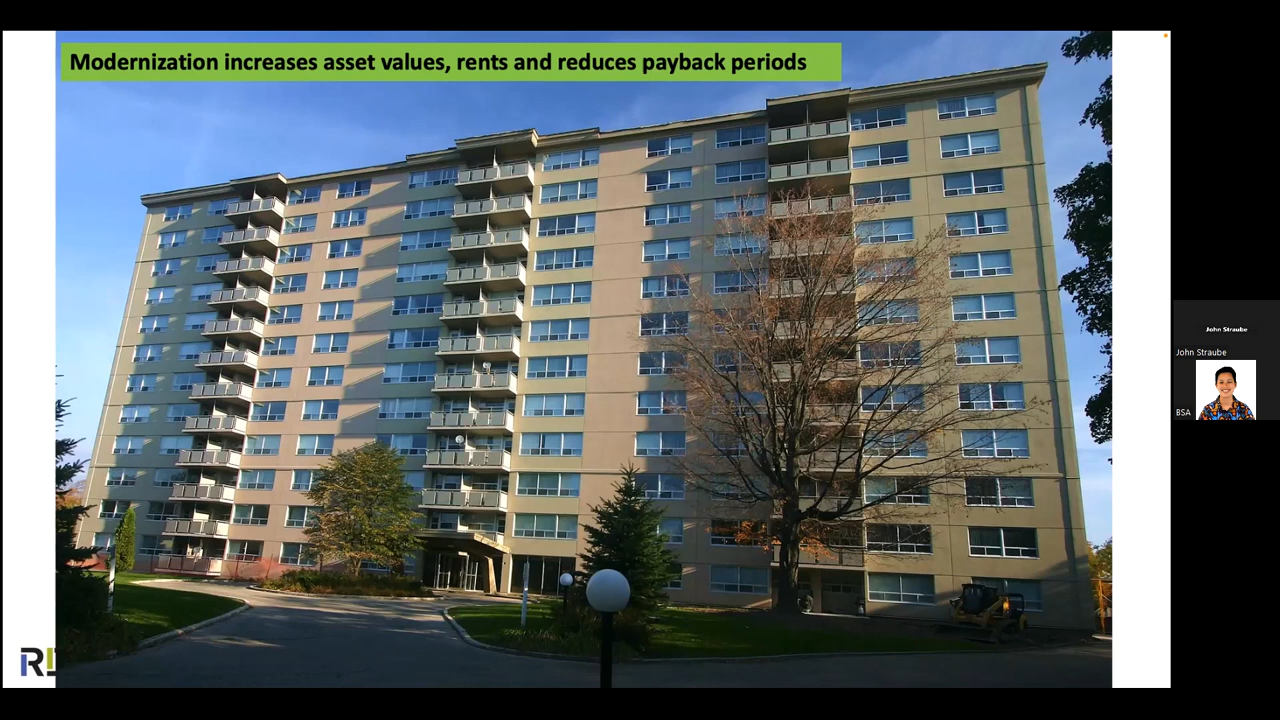 Modernization increases asset values, rents and reduces payback periods
John Straube
John Straube
BSA